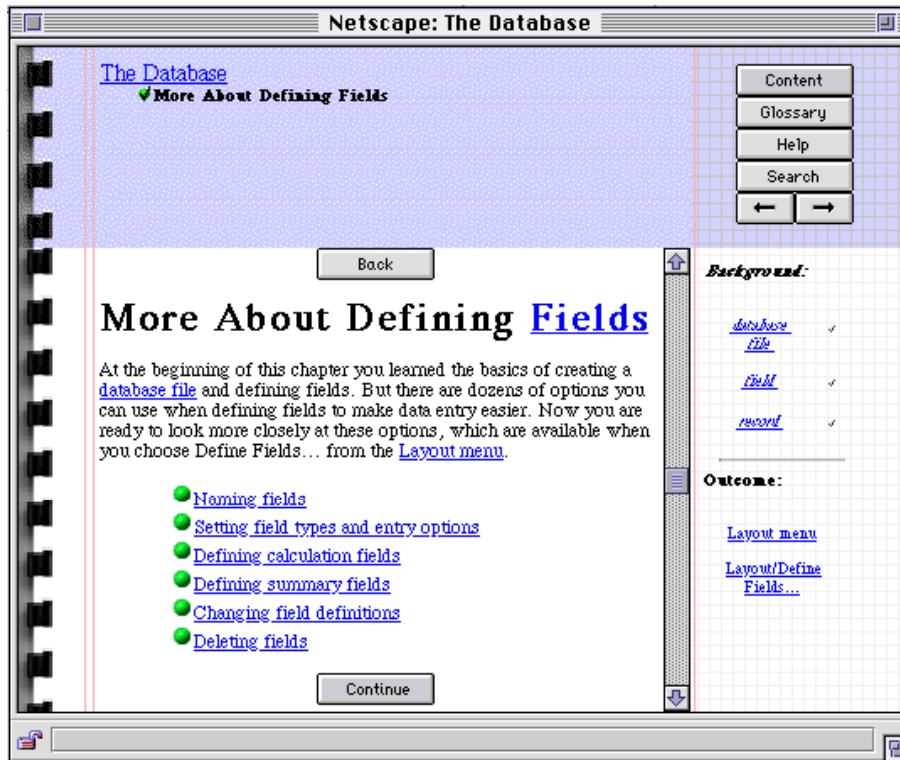 Netscape: The Database
The Database
More About Defining Fields
Content
Glossary
Help
Search
Back
More About Defining Fields
At the beginning of this chapter you learned the basics of creating a
database file and defining fields. But there are dozens of options you
can use when defining fields to make data entry easier. Now you are
ready to look more closely at these options, which are available when
you choose Define Fields... from the Layout menu.
Naming fields
Setting field types and entry options
Defining calculation fields
Defining summary fields
Changing field definitions
Deleting fields
Continue
Background:
database
file
field
record
Outcome:
Layout menu
Layout/Define
Fields...